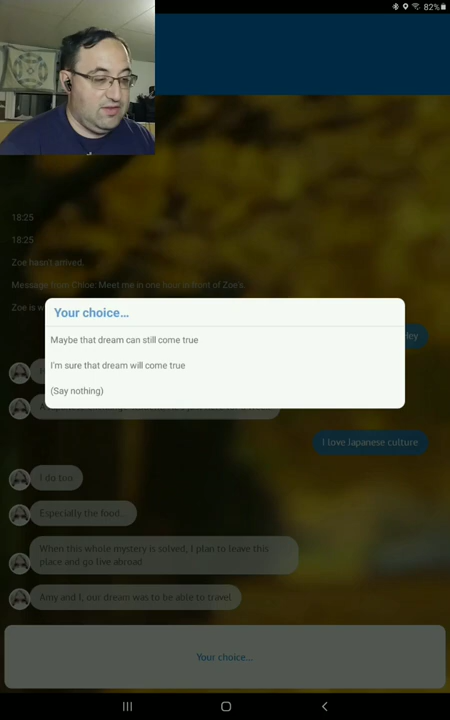 82%
18:25
18:25
Zoe hasn't arrived.
Message from Chloe: Meet me in one hour in front of Zoe's.
Zoe is w
Hey
Your choice...
Maybe that dream can still come true
I'm sure that dream will come true
(Say nothing)
I love Japanese culture
I do too.
Especially the food...
When this whole mystery is solved, I plan to leave this
place and go live abroad
Amy and I, our dream was to be able to travel
Your choice...